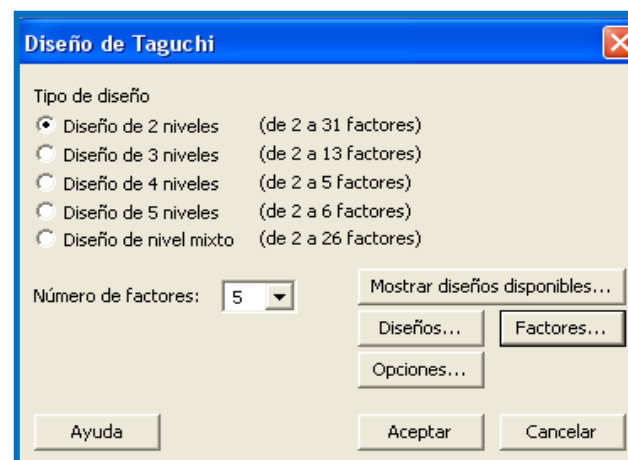 Diseño de Taguchi
Tipo de diseño
Diseño de 2 niveles (de 2 a 31 factores)
Diseño de 3 niveles (de 2 a 13 factores)
Diseño de 4 niveles (de 2 a 5 factores)
Diseño de 5 niveles (de 2 a 6 factores)
Diseño de nivel mixto (de 2 a 26 factores)
Número de factores: 5
Mostrar diseños disponibles...
Diseños... Factores...
Opciones...
Ayuda Aceptar Cancelar